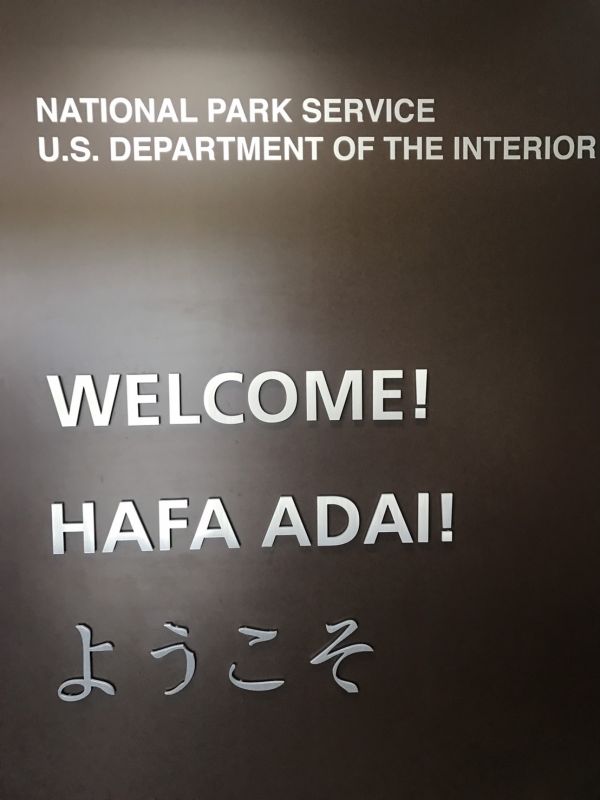 NATIONAL PARK SERVICE
U.S. DEPARTMENT OF THE INTERIOR
WELCOME!
HAFA ADAI!
ようこそ